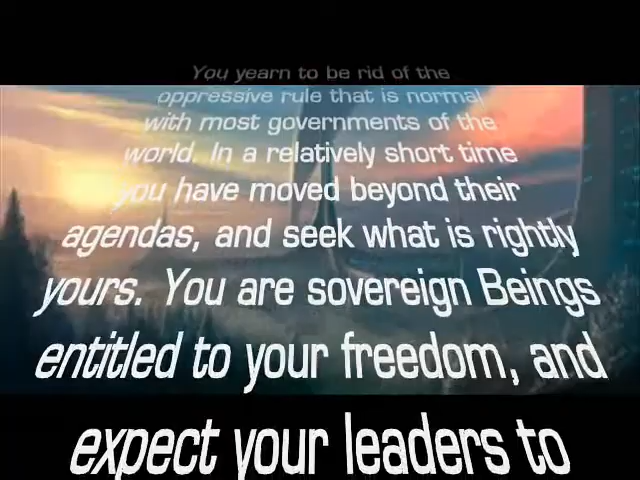 You yearn to be rid of the
oppressive rule that is normal
with most governments of the
world. In a relatively short time
you have moved beyond their
agendas, and seek what is rightly
yours. You are sovereign Beings
entitled to your freedom, and
expect your leaders to